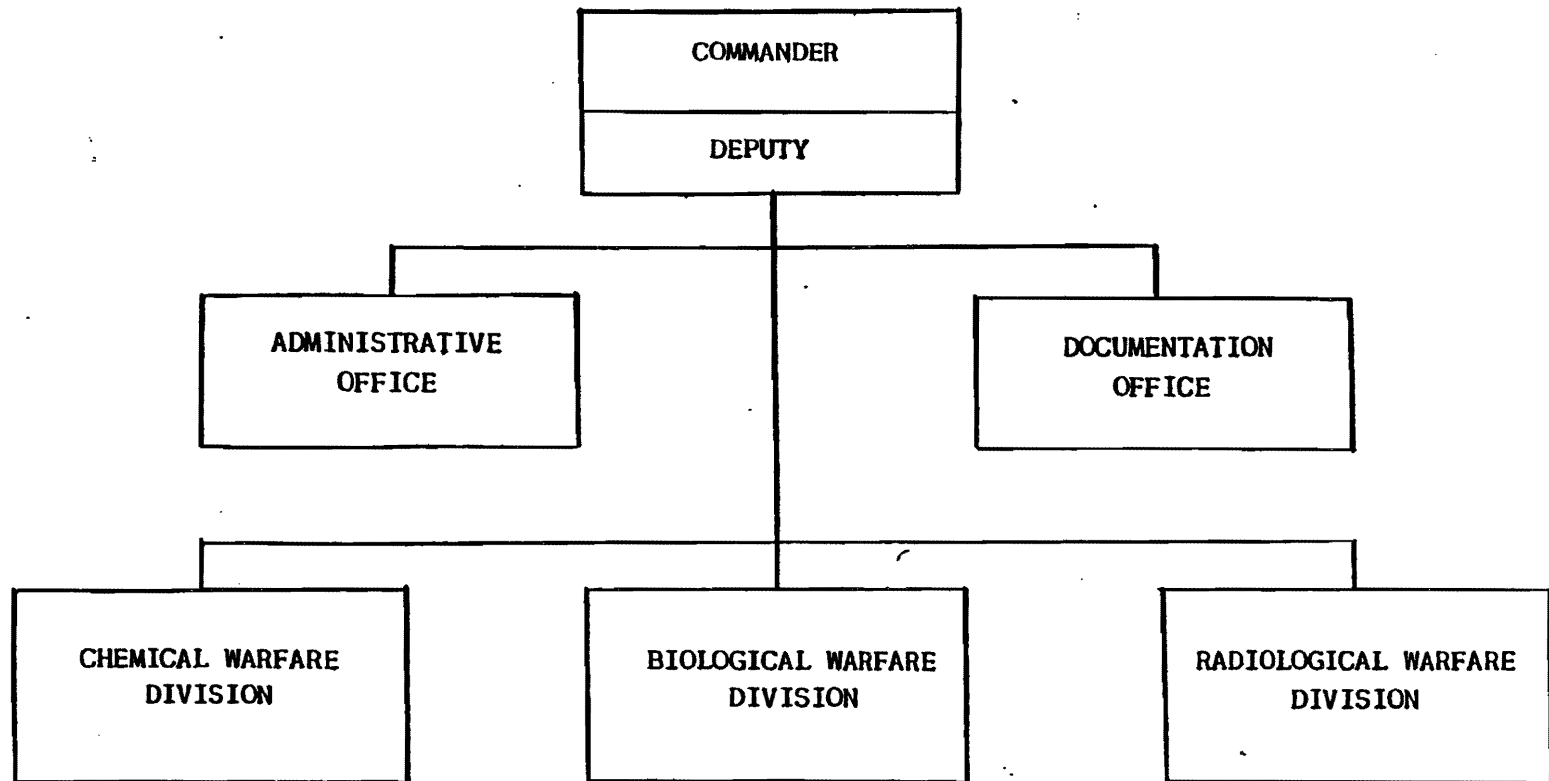 COMMANDER
DEPUTY
ADMINISTRATIVE
OFFICE
DOCUMENTATION
OFFICE
CHEMICAL WARFARE
DIVISION
BIOLOGICAL WARFARE
DIVISION
RADIOLOGICAL WARFARE
DIVISION